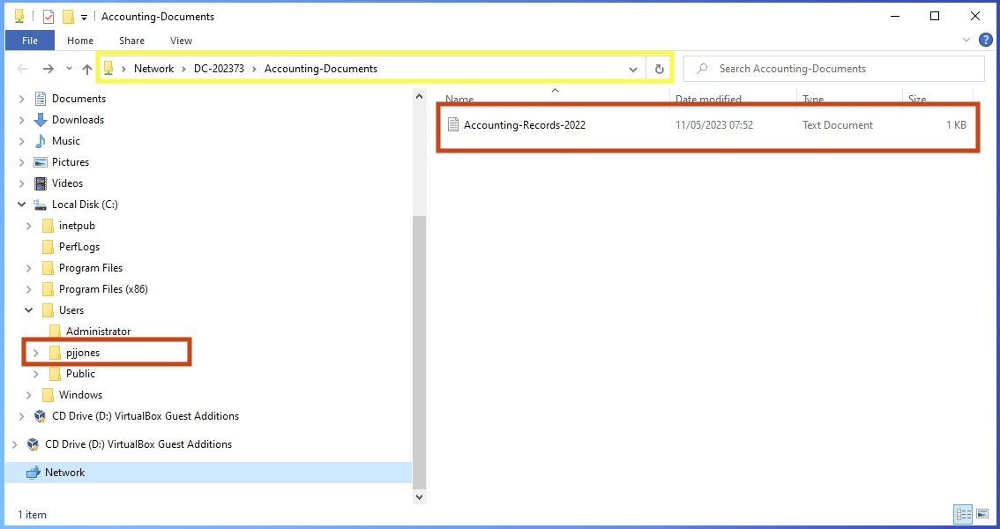 Accounting-Documents
File Home Share View
Network DC-202373 Accounting-Documents
Search Accounting-Documents
Name Date modified Type Size
Accounting-Records-2022 11/05/2023 07:52 Text Document 1 KB
Documents
Downloads
Music
Pictures
Videos
Local Disk (C:)
inetpub
PerfLogs
Program Files
Program Files (x86)
Users
Administrator
pjjones
Public
Windows
CD Drive (D:) VirtualBox Guest Additions
CD Drive (D:) VirtualBox Guest Additions
Network
1 item